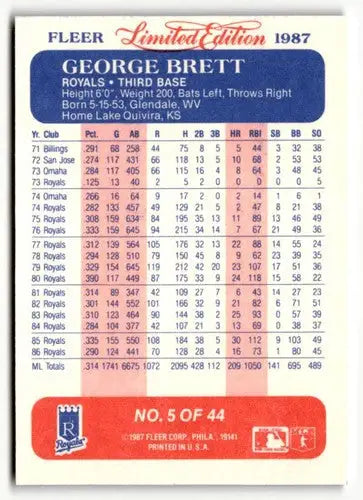 FLEER Limited Edition 1987
GEORGE BRETT
ROYALS • THIRD BASE
Height 6'0", Weight 200, Bats Left, Throws Right
Born 5-15-53, Glendale, WV
Home Lake Quivira, KS
Yr. Club Pct. G AB R H 2B 3B HR RBI SB BB SO
71 Billings .291 68 258 44 75 8 5 5 44 3 32 38
72 San Jose .274 117 431 66 118 13 5 10 68 2 53 53
73 Omaha .284 117 405 66 115 16 4 8 64 3 48 45
73 Royals .125 13 40 2 5 2 0 0 0 0 0 5
74 Omaha .266 16 64 9 17 2 0 2 14 1 6 1
74 Royals .282 133 457 49 129 21 5 2 47 8 21 38
75 Royals .308 159 634* 84 195 35 13 11 89 13 46 49
76 Royals .333 159 645* 94 215 34 14 7 67 21 49 36
77 Royals .312 139 564 105 176 32 13 22 88 14 55 24
78 Royals .294 128 510 79 150 45 8 9 62 23 39 35
79 Royals .329 154 645 119 212 42 20 23 107 17 51 36
80 Royals .390 117 449 87 175 33 9 24 118 15 58 22
81 Royals .314 89 347 42 109 27 7 6 43 14 27 23
82 Royals .301 144 552 101 166 32 9 21 82 6 71 51
83 Royals .310 123 464 90 144 38 2 25 93 0 57 39
84 Royals .284 104 377 42 107 21 3 13 69 0 38 37
85 Royals .335 155 550 108 184 38 5 30 112 9 103 49
86 Royals .290 124 441 70 128 28 4 16 73 1 80 45
ML Totals .314 1741 6675 1072 2095 428 112 209 1050 141 695 489
Royals
NO. 5 OF 44
©1987 FLEER CORP., PHILA., 19141
PRINTED IN U.S.A.